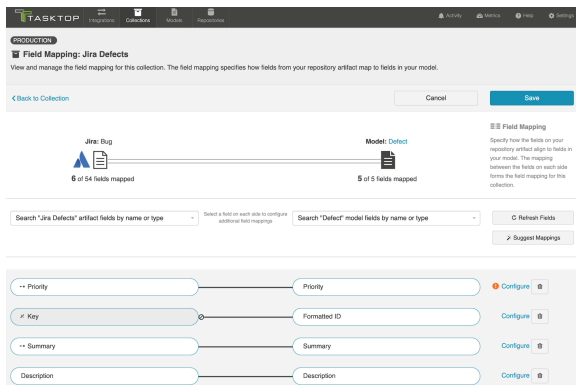 TASKTOP
Integrations
Collections
Models
Repositories
Activity
Metrics
Help
Settings
PRODUCTION
Field Mapping: Jira Defects
View and manage the field mapping for this collection. The field mapping specifies how fields from your repository artifact map to fields in your model.
Back to Collection
Cancel
Save
Jira: Bug
Model: Defect
6 of 54 fields mapped
5 of 5 fields mapped
Field Mapping
Specify how the fields on your
repository artifact align to fields in
your model. The mapping
between the fields on each side
forms the field mapping for this
collection.
Search "Jira Defects" artifact fields by name or type
Select a field on each side to configure
additional field mappings
Search "Defect" model fields by name or type
Refresh Fields
Suggest Mappings
Priority
Priority
Configure
Key
Formatted ID
Configure
Summary
Summary
Configure
Description
Description
Configure